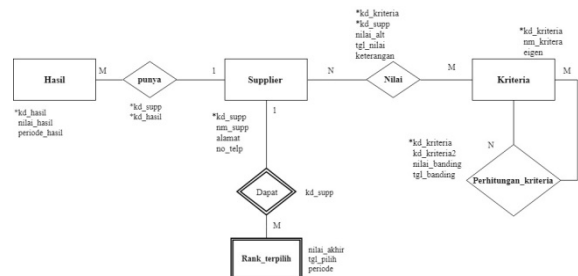 *kd_kriteria
*kd_supp
nilai_alt
tgl_nilai
keterangan
*kd_kriteria
nm_kritera
eigen
Hasil
M
punya
1
Supplier
N
Nilai
M
Kriteria
M
*kd_hasil
nilai_hasil
periode_hasil
*kd_supp
*kd_hasil
*kd_supp
nm_supp
alamat
no_telp
1
*kd_kriteria
kd_kriteria2
nilai_banding
tgl_banding
N
Perhitungan_kriteria
Dapat
kd_supp
M
Rank_terpilih
nilai_akhir
tgl_pilih
periode